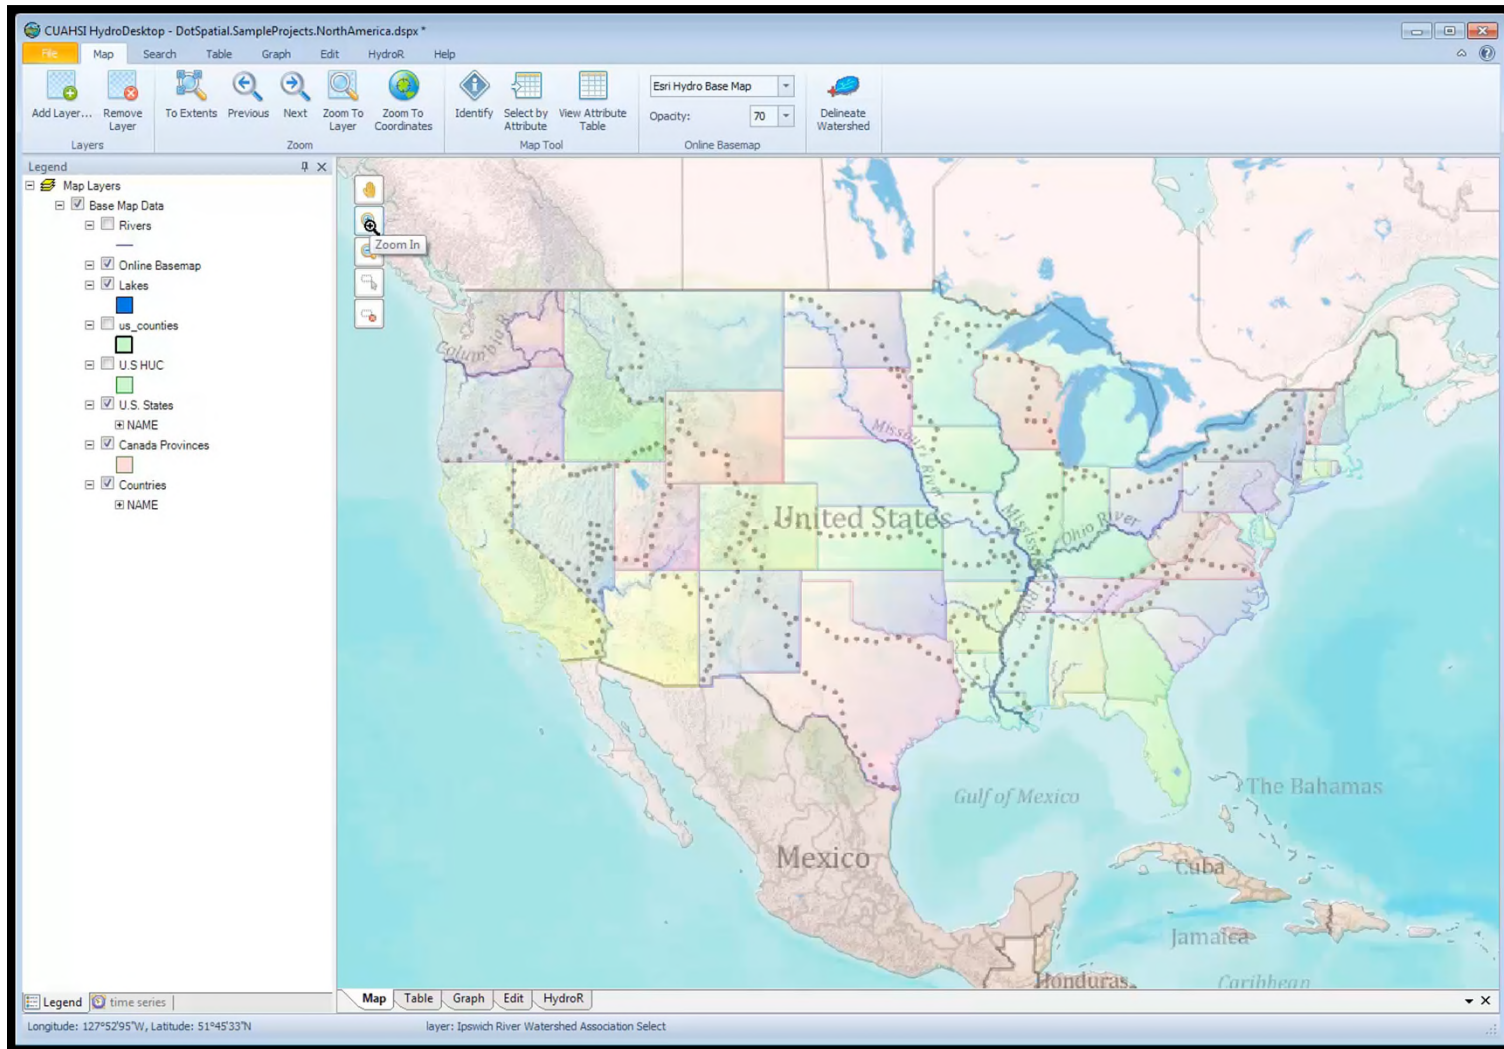 CUAHSI HydroDesktop - DotSpatial.SampleProjects.NorthAmerica.dspx *
File Map Search Table Graph Edit HydroR Help
Add Layer... Remove Layer To Extents Previous Next Zoom To Layer Zoom To Coordinates Identify Select by Attribute View Attribute Table Esri Hydro Base Map Delineate Watershed
Opacity: 70
Layers Zoom Map Tool Online Basemap
Legend
Map Layers
Base Map Data
Rivers
Online Basemap
Lakes
us_counties
U.S HUC
U.S. States
NAME
Canada Provinces
Countries
NAME
Zoom In
Missouri River
United States
Ohio River
Gulf of Mexico
The Bahamas
Mexico
Cuba
Jamaica
Honduras
Caribbean
Legend time series
Map Table Graph Edit HydroR
Longitude: 127°52'95"W, Latitude: 51°45'33"N layer: Ipswich River Watershed Association Select